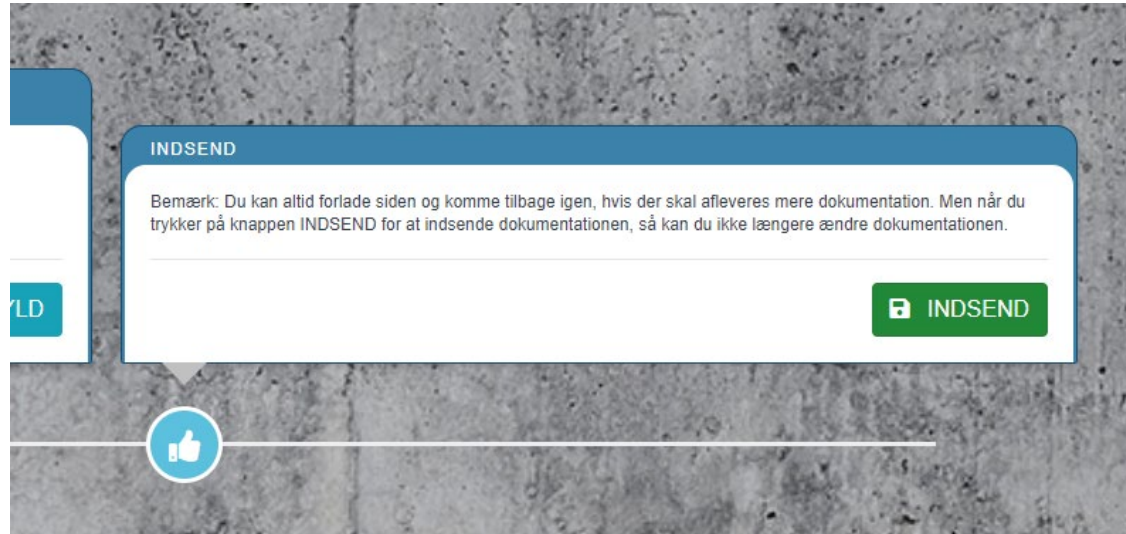 INDSEND
Bemærk: Du kan altid forlade siden og komme tilbage igen, hvis der skal afleveres mere dokumentation. Men når du
trykker på knappen INDSEND for at indsende dokumentationen, så kan du ikke længere ændre dokumentationen.
INDSEND